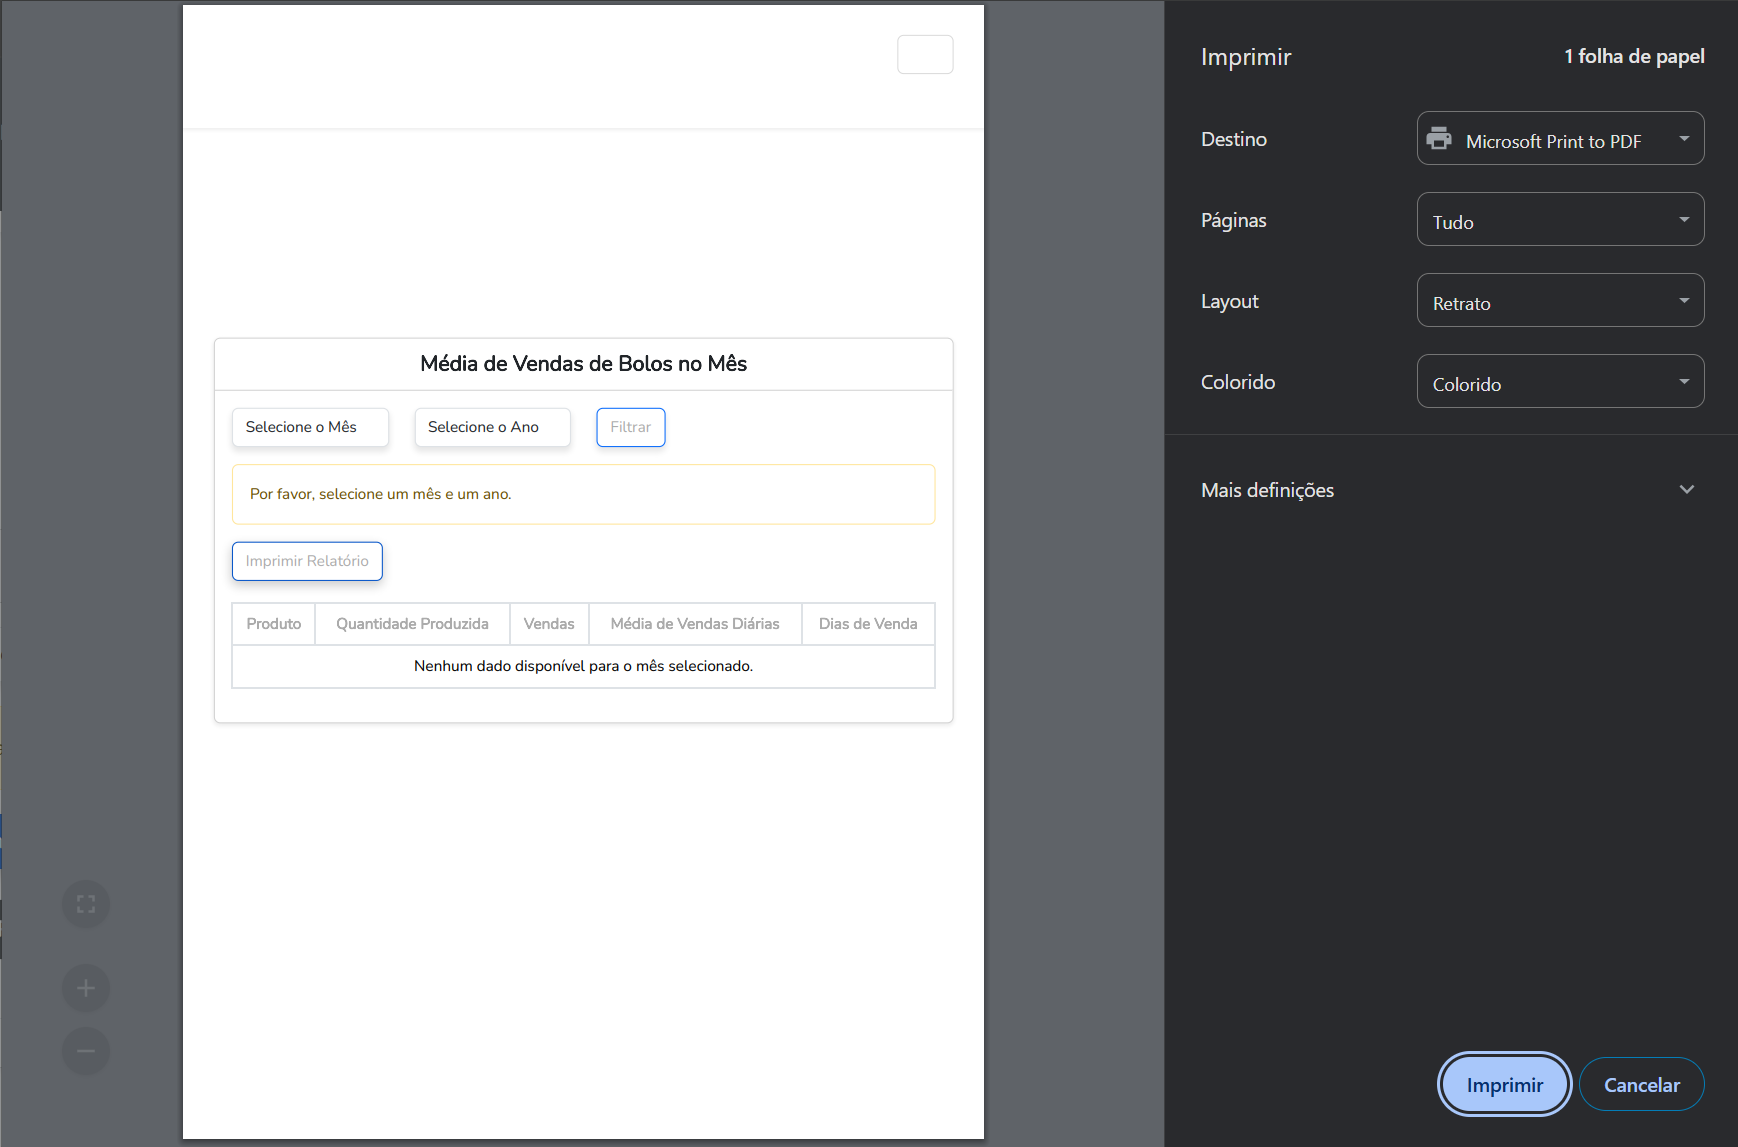 Imprimir
1 folha de papel
Destino
Microsoft Print to PDF
Páginas
Tudo
Layout
Retrato
Colorido
Colorido
Mais definições
Imprimir
Cancelar
Média de Vendas de Bolos no Mês
Selecione o Mês
Selecione o Ano
Filtrar
Por favor, selecione um mês e um ano.
Imprimir Relatório
Produto
Quantidade Produzida
Vendas
Média de Vendas Diárias
Dias de Venda
Nenhum dado disponível para o mês selecionado.